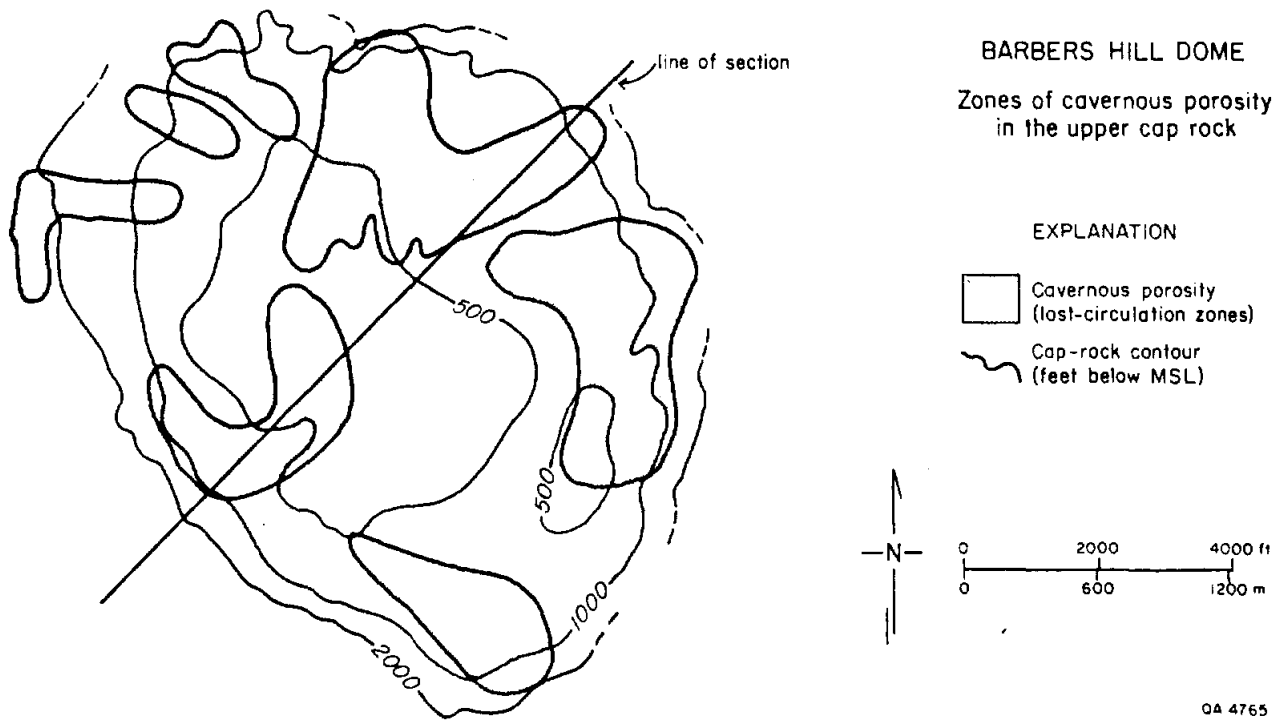 line of section
BARBERS HILL DOME
Zones of cavernous porosity
in the upper cap rock
EXPLANATION
Cavernous porosity
(lost-circulation zones)
Cap-rock contour
(feet below MSL)
500
500
1000
2000
N
0 2000 4000 ft
0 600 1200 m
QA 4765